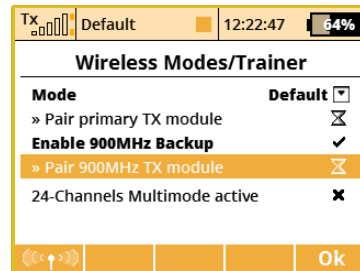 Tx Default 12:22:47 64%
Wireless Modes/Trainer
Mode Default
» Pair primary TX module
Enable 900MHz Backup
» Pair 900MHz TX module
24-Channels Multimode active
Ok